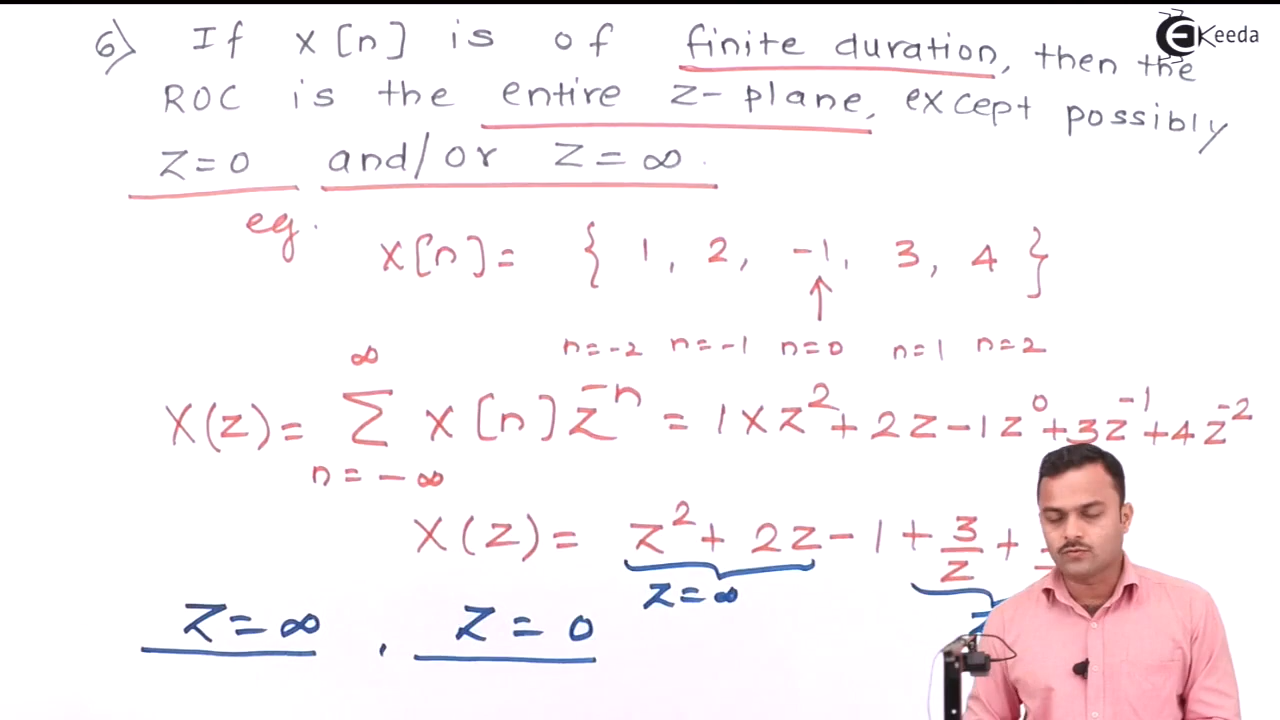 EKeeda
6) If x[n] is of finite duration, then the
ROC is the entire z-plane, except possibly
Z=0 and/or Z=∞.
eg.
x[n]= { 1, 2, -1, 3, 4 }
↑
n=-2 n=-1 n=0 n=1 n=2
X(z)= ∞ Σ n=-∞ x[n] z^-n = 1×z^2+2z-1z^0+3z^-1+4z^-2
X(z)= z^2+2z-1+3/z+
z=∞
Z=∞, Z=0